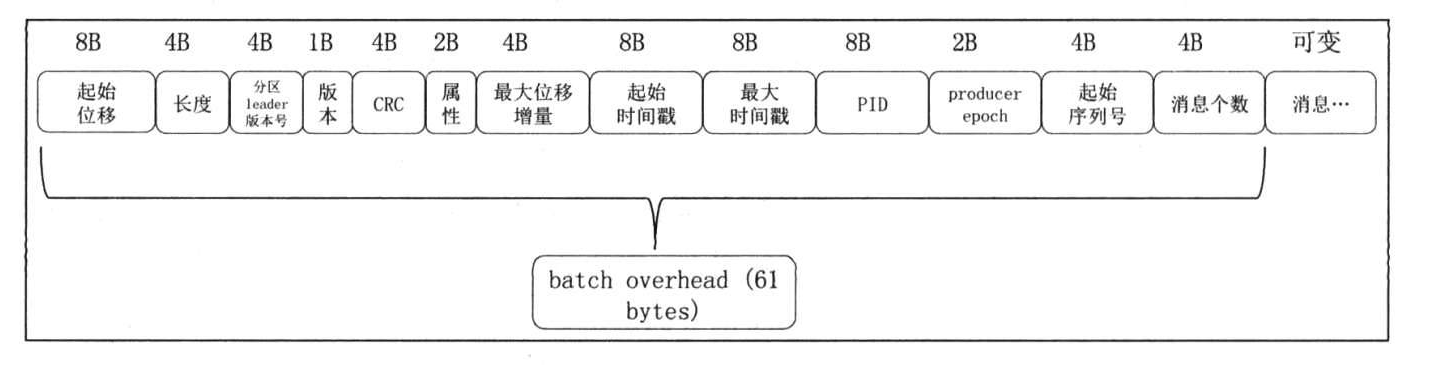 8B 4B 4B 1B 4B 2B 4B 8B 8B 8B 2B 4B 4B 可变
起始
位移
长度
分区
leader
版本号
版
本
CRC
属
性
最大位移
增量
起始
时间戳
最大
时间戳
PID
producer
epoch
起始
序列号
消息个数
消息…
batch overhead (61
bytes)